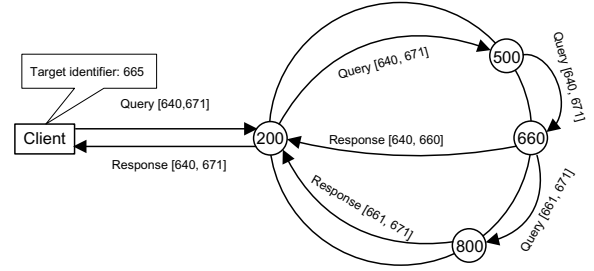 Target identifier: 665
Query [640,671]
Client
Response [640, 671]
200
Query [640, 671]
500
Query [640, 671]
Response [640, 660]
660
Response [661, 671]
Query [661, 671]
800